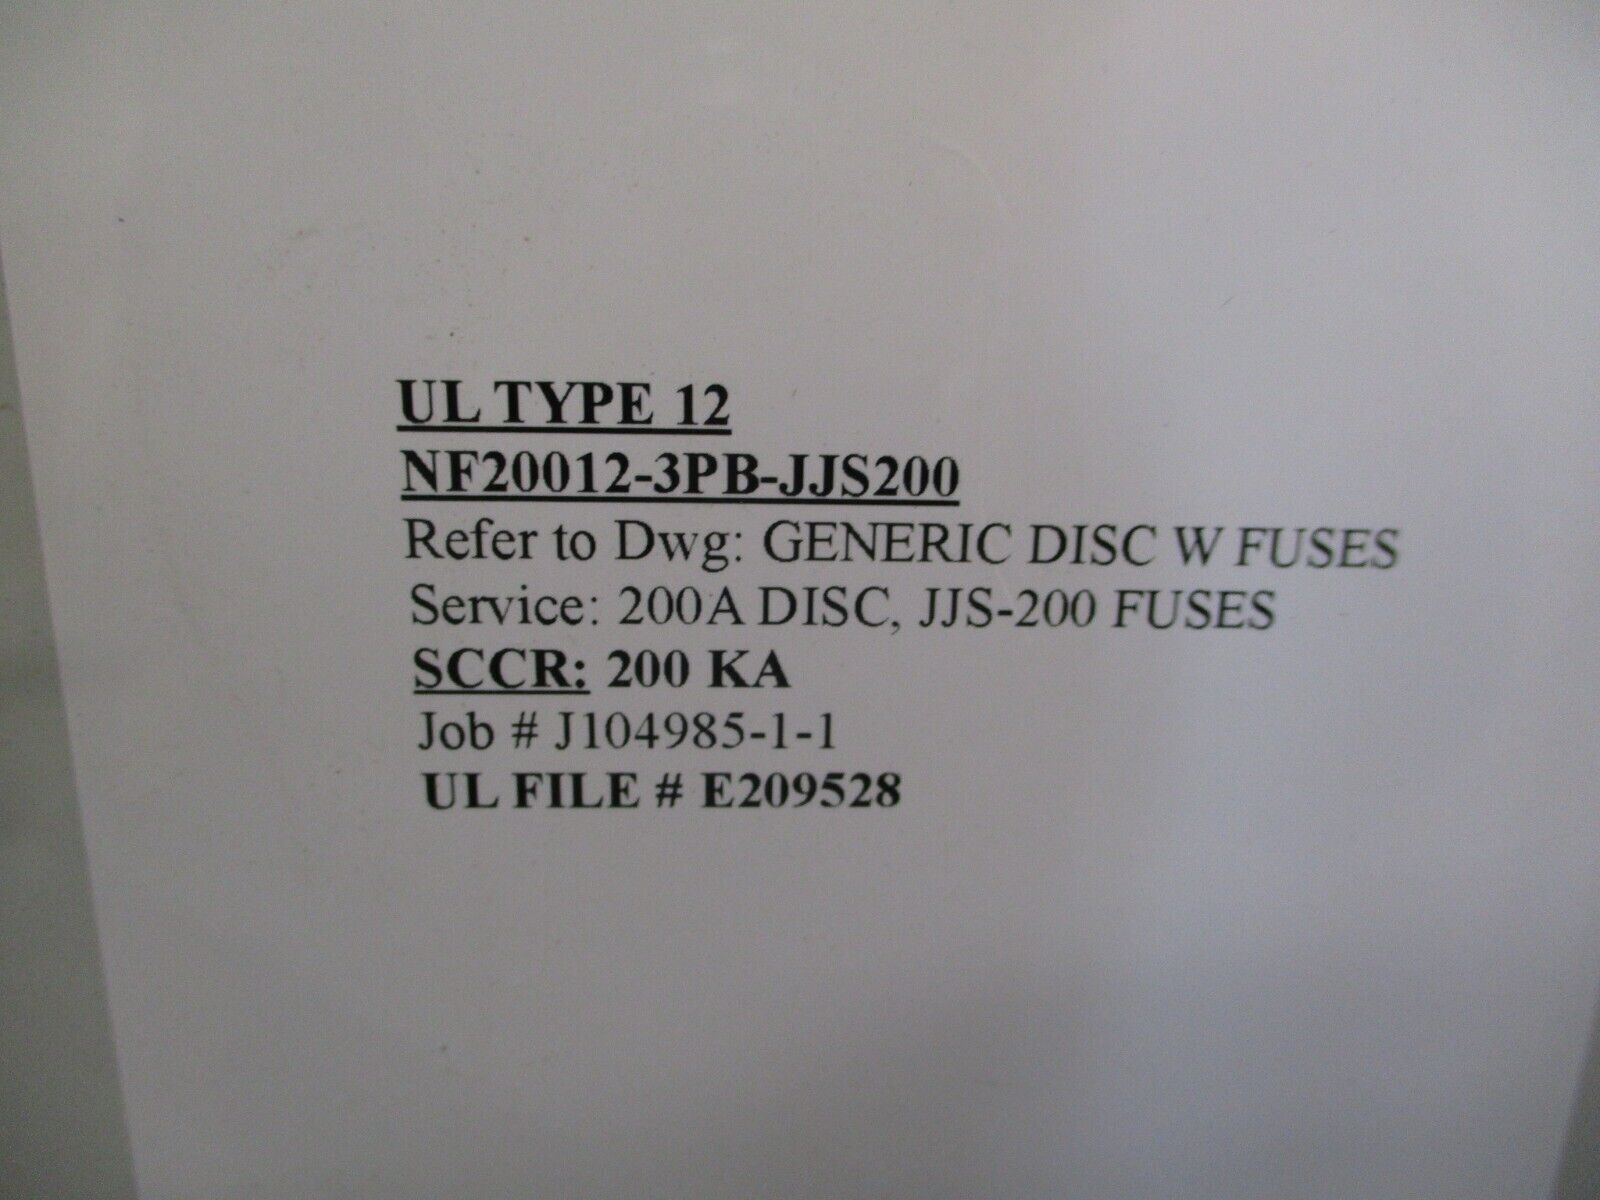 UL TYPE 12
NF20012-3PB-JJS200
Refer to Dwg: GENERIC DISC W FUSES
Service: 200A DISC, JJS-200 FUSES
SCCR: 200 KA
Job # J104985-1-1
UL FILE # E209528